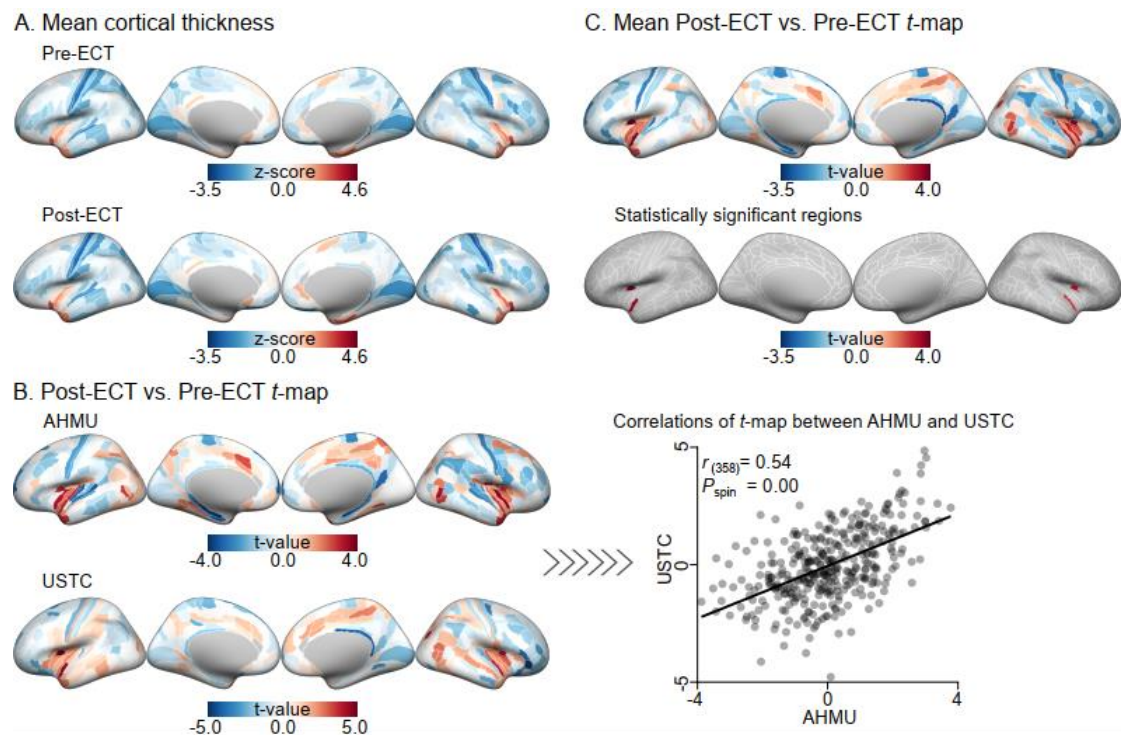 A. Mean cortical thickness
Pre-ECT
z-score
-3.5 0.0 4.6
Post-ECT
z-score
-3.5 0.0 4.6
B. Post-ECT vs. Pre-ECT t-map
AHMU
t-value
-4.0 0.0 4.0
USTC
t-value
-5.0 0.0 5.0
C. Mean Post-ECT vs. Pre-ECT t-map
t-value
-3.5 0.0 4.0
Statistically significant regions
t-value
-3.5 0.0 4.0
Correlations of t-map between AHMU and USTC
r(358)= 0.54
Pspin = 0.00
5
0
-5
USTC
-4 0 4
AHMU